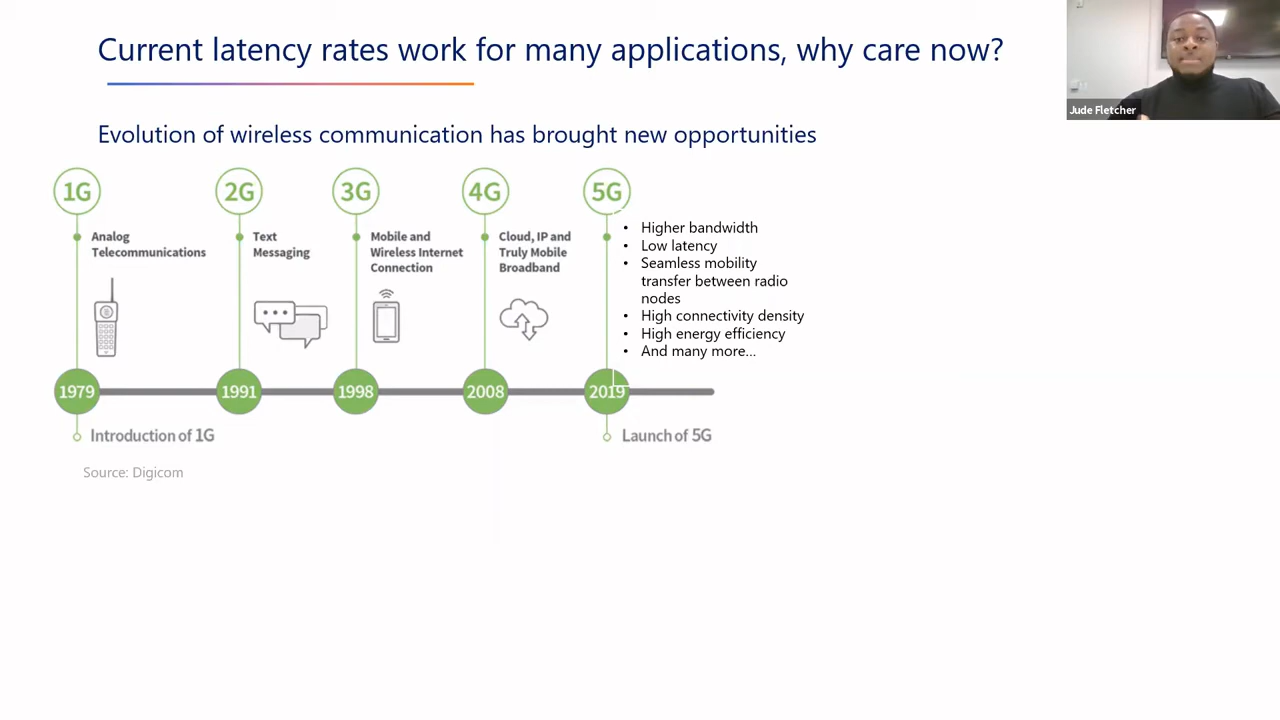 Current latency rates work for many applications, why care now?
Jude Fletcher
Evolution of wireless communication has brought new opportunities
1G
2G
3G
4G
5G
Analog
Telecommunications
Text
Messaging
Mobile and
Wireless Internet
Connection
Cloud, IP and
Truly Mobile
Broadband
• Higher bandwidth
• Low latency
• Seamless mobility
transfer between radio
nodes
• High connectivity density
• High energy efficiency
• And many more...
1979
1991
1998
2008
2019
Introduction of 1G
Launch of 5G
Source: Digicom